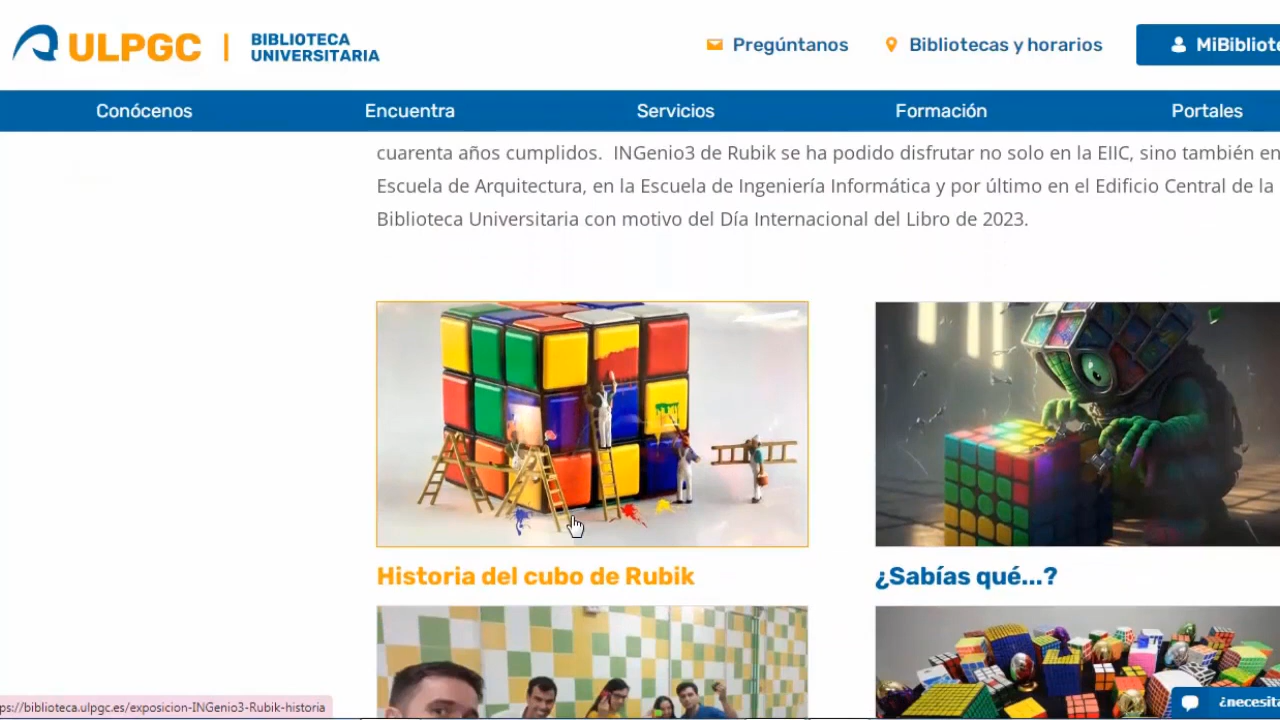 ULPGC
BIBLIOTECA
UNIVERSITARIA
Pregúntanos
Bibliotecas y horarios
Conócenos
Encuentra
Servicios
Formación
Portales
cuarenta años cumplidos. INGenio3 de Rubik se ha podido disfrutar no solo en la EIIC, sino también en
Escuela de Arquitectura, en la Escuela de Ingeniería Informática y por último en el Edificio Central de la
Biblioteca Universitaria con motivo del Día Internacional del Libro de 2023.
Historia del cubo de Rubik
¿Sabías qué...?
ps://biblioteca.ulpgc.es/exposicion-INGenio3-Rubik-historia